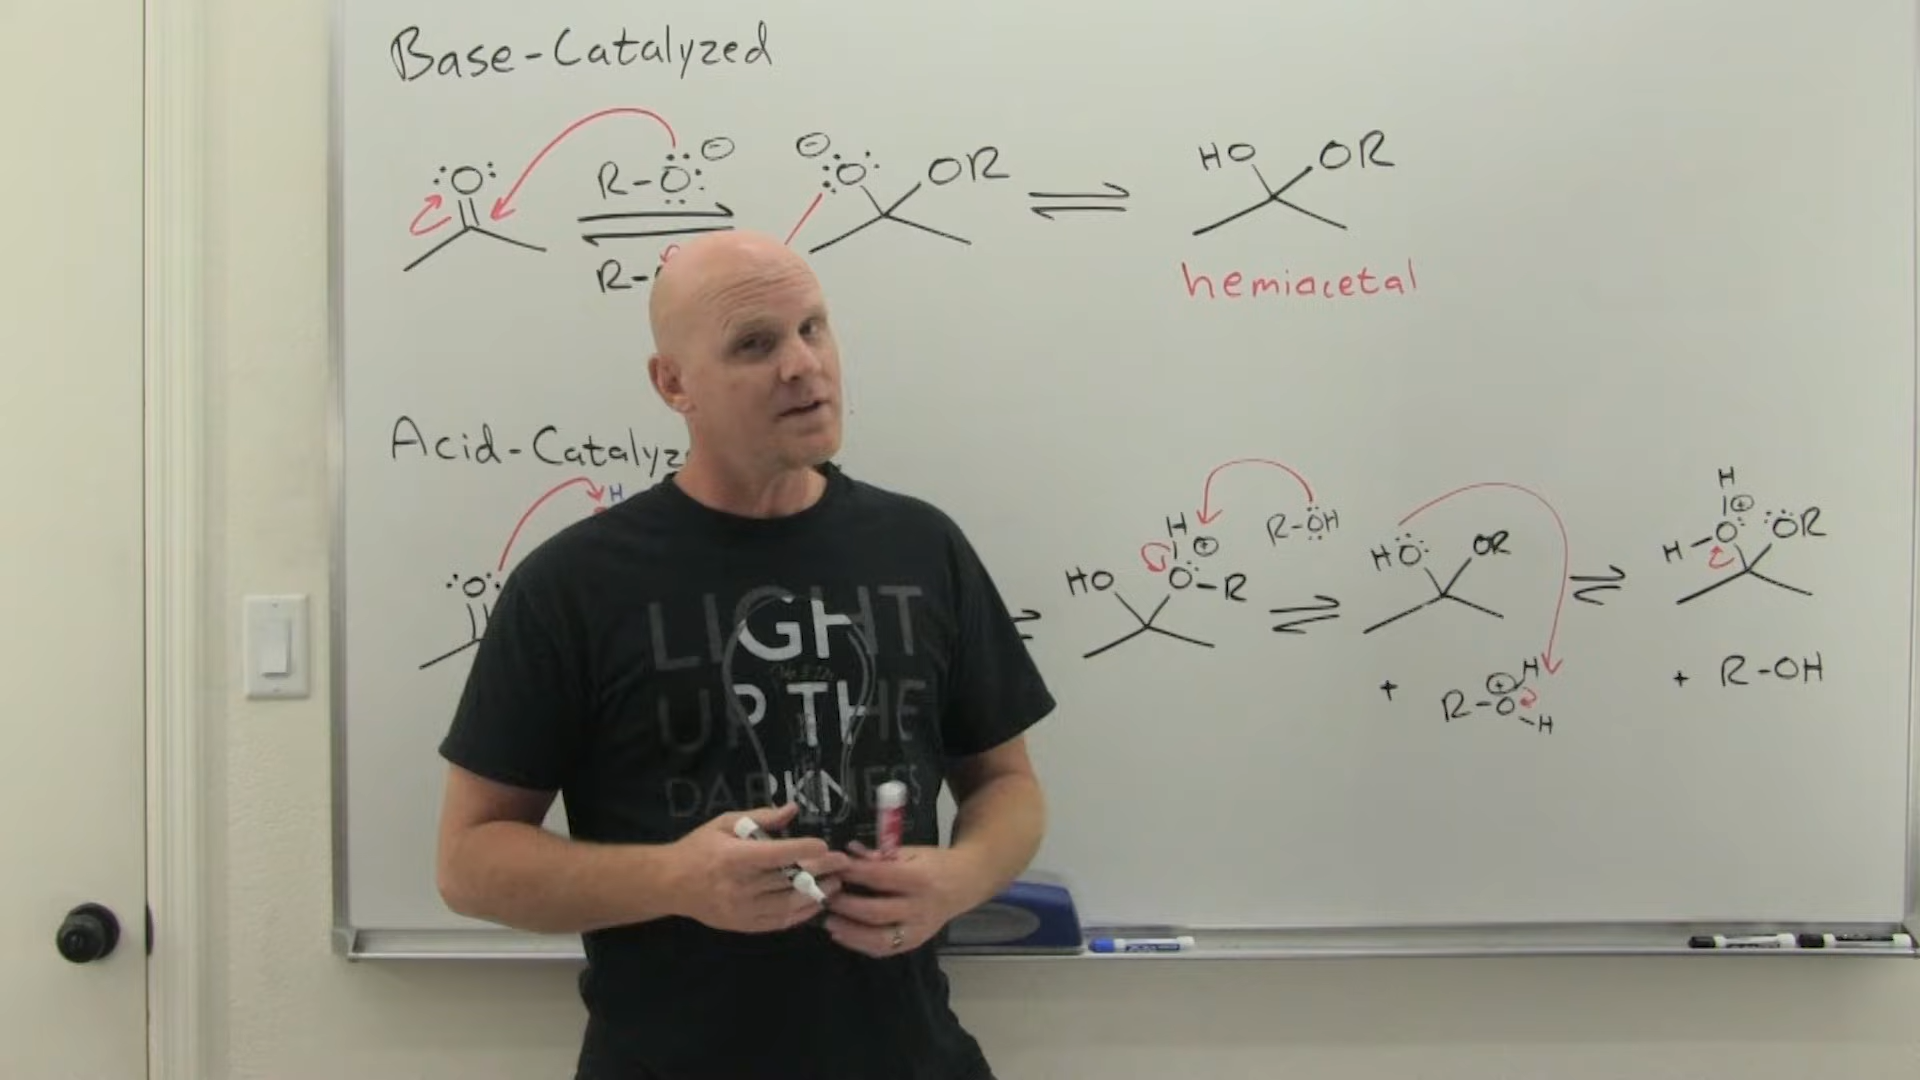 Base-Catalyzed
O
R-O ⊖
R-
⊖
O OR
HO OR
hemiacetal
Acid-Catalyz
H
O
HO
H
⊕
O-R
R-OH
HO OR
+ R-O ⊕
H
H
H
⊕
H-O OR
+ R-OH
LIGHT
UP THE
DARKNESS